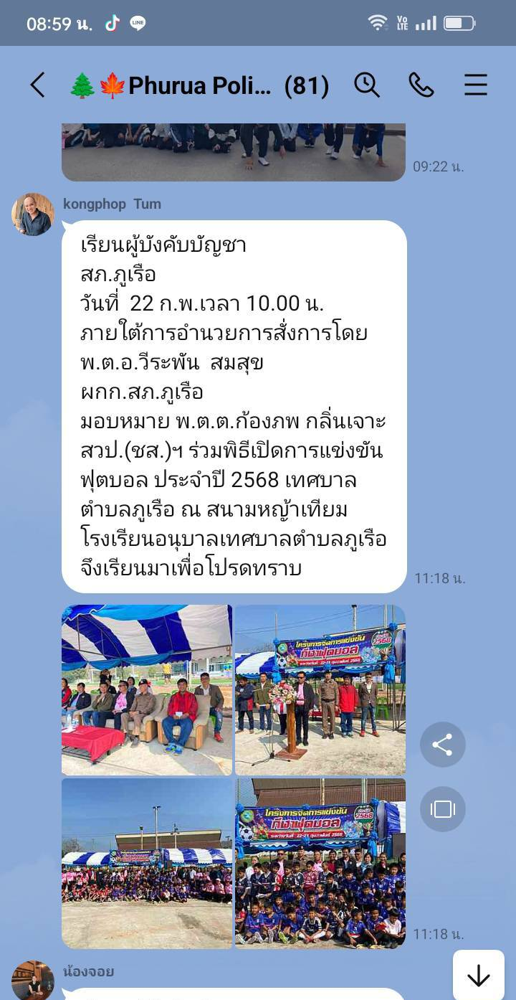 08:59 น.
LINE
Vo
LTE
Phurua Poli... (81)
09:22 น.
kongphop Tum
เรียนผู้บังคับบัญชา
สภ.ภูเรือ
วันที่ 22 ก.พ.เวลา 10.00 น.
ภายใต้การอำนวยการสั่งการโดย
พ.ต.อ.วีระพัน สมสุข
ผกก.สภ.ภูเรือ
มอบหมาย พ.ต.ต.ก้องภพ กลิ่นเจาะ
สวป.(ชส.)ฯ ร่วมพิธีเปิดการแข่งขัน
ฟุตบอล ประจำปี 2568 เทศบาล
ตำบลภูเรือ ณ สนามหญ้าเทียม
โรงเรียนอนุบาลเทศบาลตำบลภูเรือ
จึงเรียนมาเพื่อโปรดทราบ
11:18 น.
โครงการจัดการแข่งขัน
กีฬาฟุตบอล
2568
โครงการจัดการแข่งขัน
กีฬาฟุตบอล
2568
11:18 น.
น้องจอย